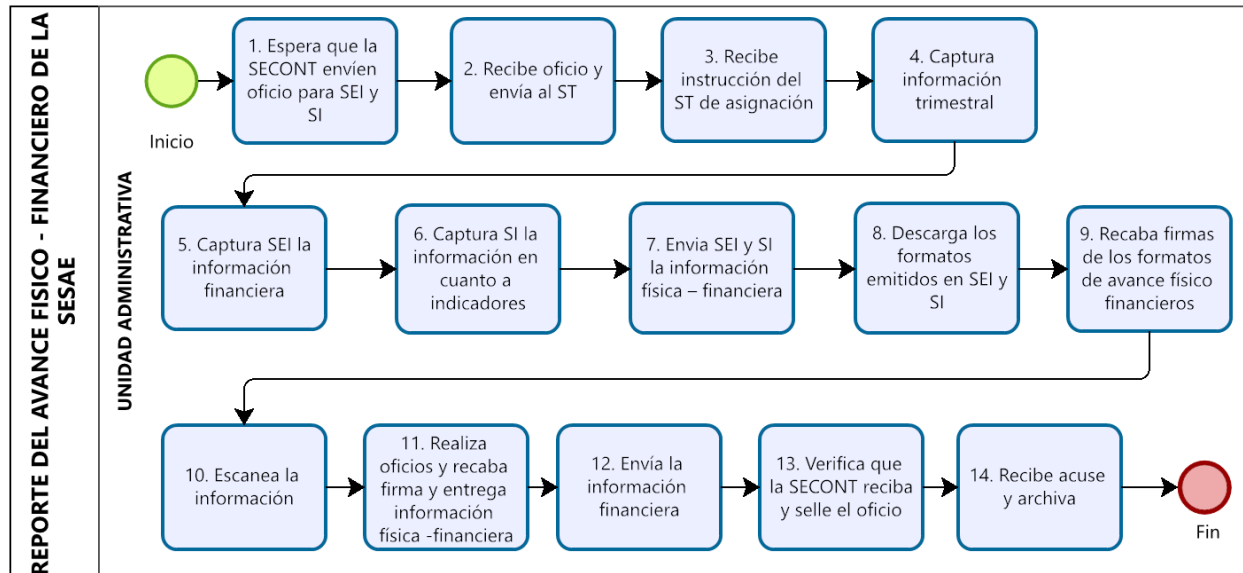 REPORTE DEL AVANCE FISICO - FINANCIERO DE LA
SESAE
UNIDAD ADMINISTRATIVA
Inicio
1. Espera que la
SECONT envíen
oficio para SEI y
SI
2. Recibe oficio y
envía al ST
3. Recibe
instrucción del
ST de asignación
4. Captura
información
trimestral
5. Captura SEI la
información
financiera
6. Captura SI la
información en
cuanto a
indicadores
7. Envia SEI y SI
la información
física – financiera
8. Descarga los
formatos
emitidos en SEI y
SI
9. Recaba firmas
de los formatos
de avance físico
financieros
10. Escanea la
información
11. Realiza
oficios y recaba
firma y entrega
información
física -financiera
12. Envía la
información
financiera
13. Verifica que
la SECONT reciba
y selle el oficio
14. Recibe acuse
y archiva
Fin